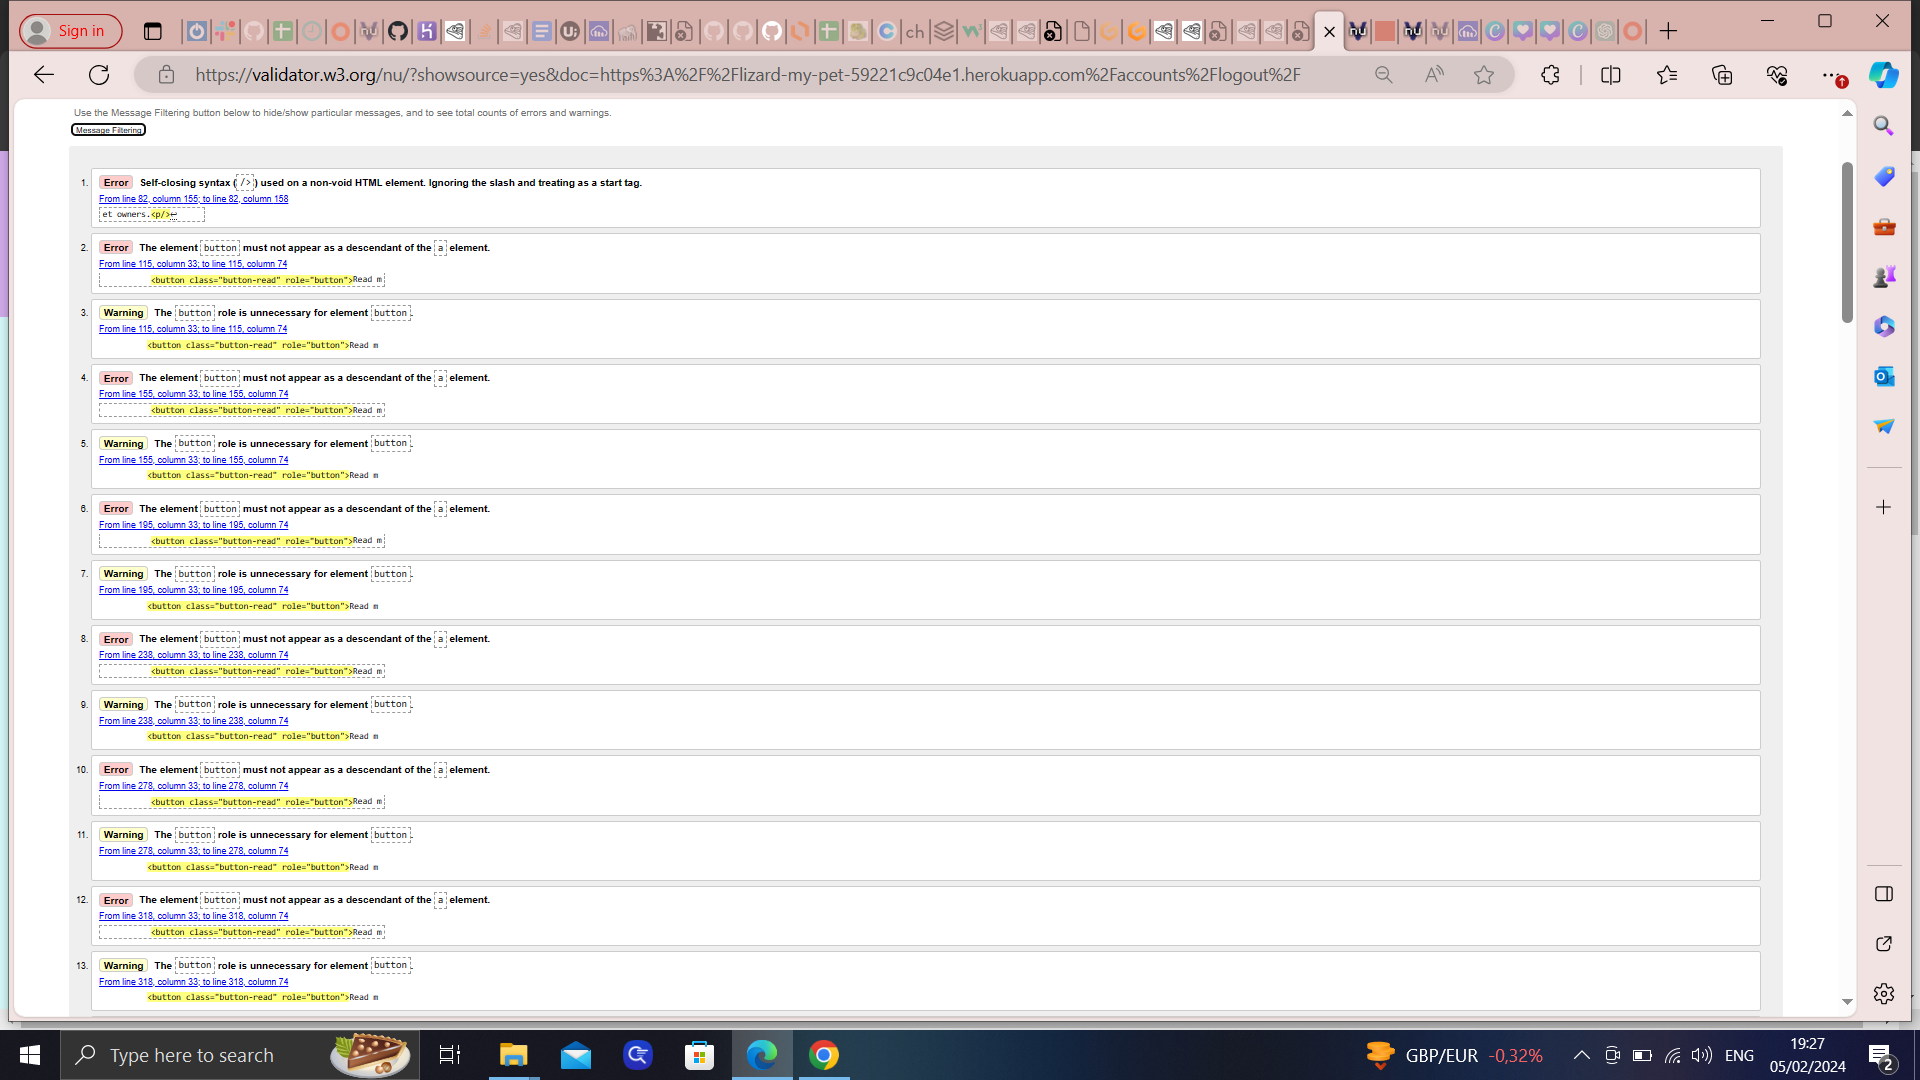 Sign in
ch
https://validator.w3.org/nu/?showsource=yes&doc=https%3A%2F%2Flizard-my-pet-59221c9c04e1.herokuapp.com%2Faccounts%2Flogout%2F
Use the Message Filtering button below to hide/show particular messages, and to see total counts of errors and warnings.
Message Filtering
1. Error Self-closing syntax (/>) used on a non-void HTML element. Ignoring the slash and treating as a start tag.
From line 82, column 155; to line 82, column 158
et owners.<p/>↩
2. Error The element button must not appear as a descendant of the a element.
From line 115, column 33; to line 115, column 74
<button class="button-read" role="button">Read m
3. Warning The button role is unnecessary for element button.
From line 115, column 33; to line 115, column 74
<button class="button-read" role="button">Read m
4. Error The element button must not appear as a descendant of the a element.
From line 155, column 33; to line 155, column 74
<button class="button-read" role="button">Read m
5. Warning The button role is unnecessary for element button.
From line 155, column 33; to line 155, column 74
<button class="button-read" role="button">Read m
6. Error The element button must not appear as a descendant of the a element.
From line 195, column 33; to line 195, column 74
<button class="button-read" role="button">Read m
7. Warning The button role is unnecessary for element button.
From line 195, column 33; to line 195, column 74
<button class="button-read" role="button">Read m
8. Error The element button must not appear as a descendant of the a element.
From line 238, column 33; to line 238, column 74
<button class="button-read" role="button">Read m
9. Warning The button role is unnecessary for element button.
From line 238, column 33; to line 238, column 74
<button class="button-read" role="button">Read m
10. Error The element button must not appear as a descendant of the a element.
From line 278, column 33; to line 278, column 74
<button class="button-read" role="button">Read m
11. Warning The button role is unnecessary for element button.
From line 278, column 33; to line 278, column 74
<button class="button-read" role="button">Read m
12. Error The element button must not appear as a descendant of the a element.
From line 318, column 33; to line 318, column 74
<button class="button-read" role="button">Read m
13. Warning The button role is unnecessary for element button.
From line 318, column 33; to line 318, column 74
<button class="button-read" role="button">Read m
Type here to search
GBP/EUR -0,32%
ENG
19:27
05/02/2024
2